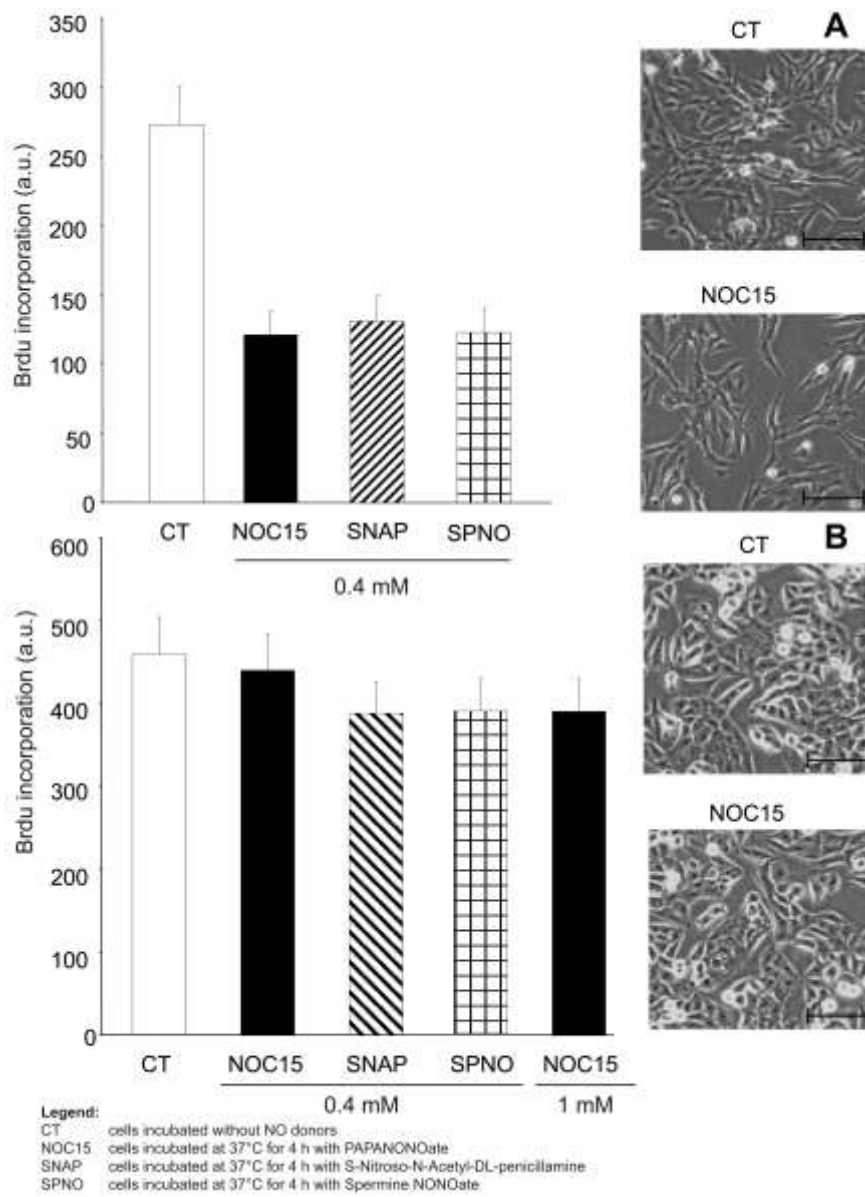 A
CT
350
300
250
200
150
100
50
0
Brdu incorporation (a.u.)
CT NOC15 SNAP SPNO
0.4 mM
NOC15
B
CT
600
500
400
300
200
100
0
Brdu incorporation (a.u.)
CT NOC15 SNAP SPNO NOC15
0.4 mM 1 mM
NOC15
Legend:
CT cells incubated without NO donors
NOC15 cells incubated at 37°C for 4 h with PAPANONOate
SNAP cells incubated at 37°C for 4 h with S-Nitroso-N-Acetyl-DL-penicillamine
SPNO cells incubated at 37°C for 4 h with Spermine NONOate